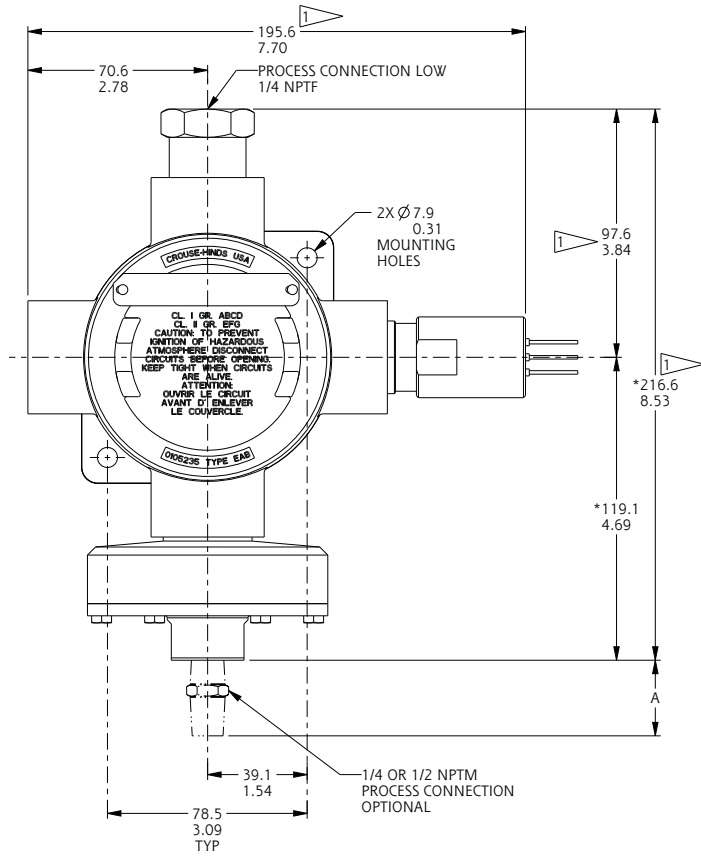 1
195.6
7.70
70.6
2.78
PROCESS CONNECTION LOW
1/4 NPTF
2X Ø 7.9
0.31
MOUNTING
HOLES
1
97.6
3.84
CROUSE-HINDS USA
CL. I GR. ABCD
CL. II GR. EFG
CAUTION: TO PREVENT
IGNITION OF HAZARDOUS
ATMOSPHERE DISCONNECT
CIRCUITS BEFORE OPENING.
KEEP TIGHT WHEN CIRCUITS
ARE ALIVE.
ATTENTION:
OUVRIR LE CIRCUIT
AVANT D' ENLEVER
LE COUVERCLE.
0105235 TYPE EAB
1
*216.6
8.53
*119.1
4.69
A
39.1
1.54
1/4 OR 1/2 NPTM
PROCESS CONNECTION
OPTIONAL
78.5
3.09
TYP